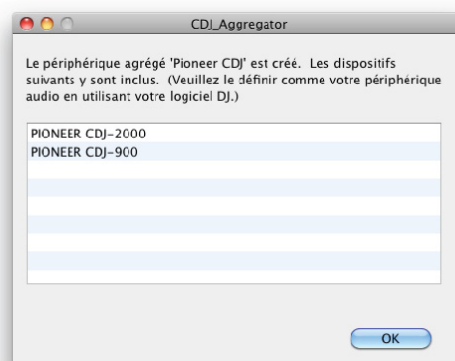 CDJ_Aggregator
Le périphérique agrégé 'Pioneer CDJ' est créé. Les dispositifs
suivants y sont inclus. (Veuillez le définir comme votre périphérique
audio en utilisant votre logiciel DJ.)
PIONEER CDJ-2000
PIONEER CDJ-900
OK